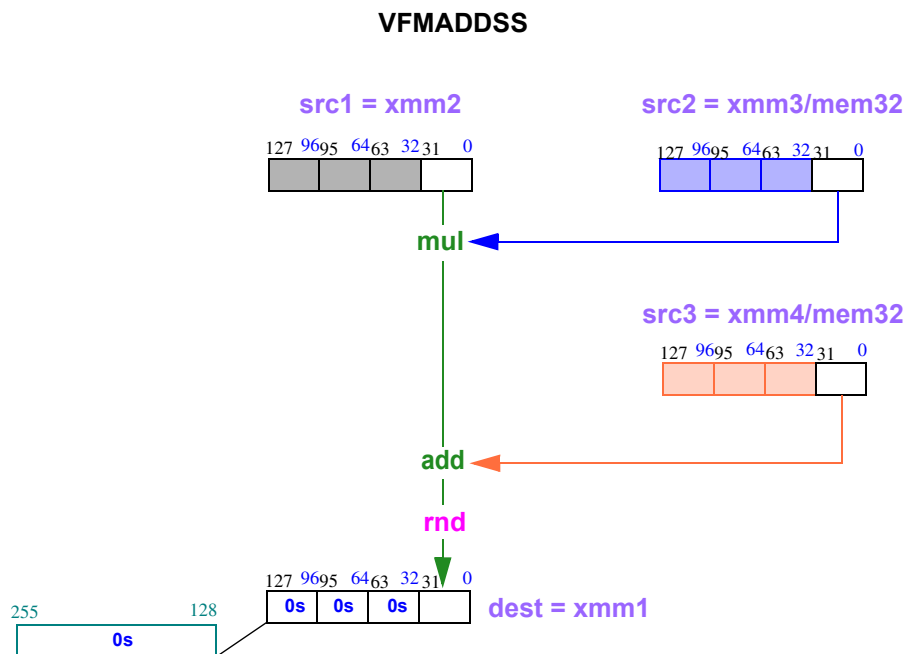 VFMADDSS
src1 = xmm2
src2 = xmm3/mem32
127 96 95 64 63 32 31 0
127 96 95 64 63 32 31 0
mul
src3 = xmm4/mem32
127 96 95 64 63 32 31 0
add
rnd
127 96 95 64 63 32 31 0
0s 0s 0s
dest = xmm1
255 128
0s